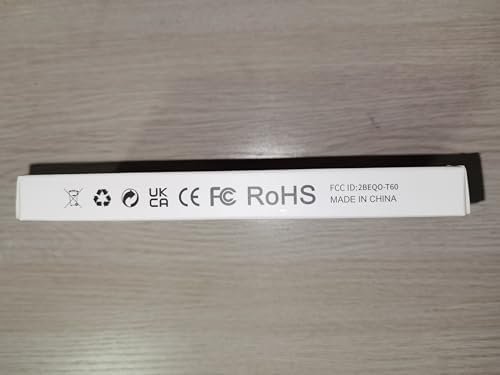 UK
CA
CE FC RoHS
FCC ID:2BEQO-T60
MADE IN CHINA